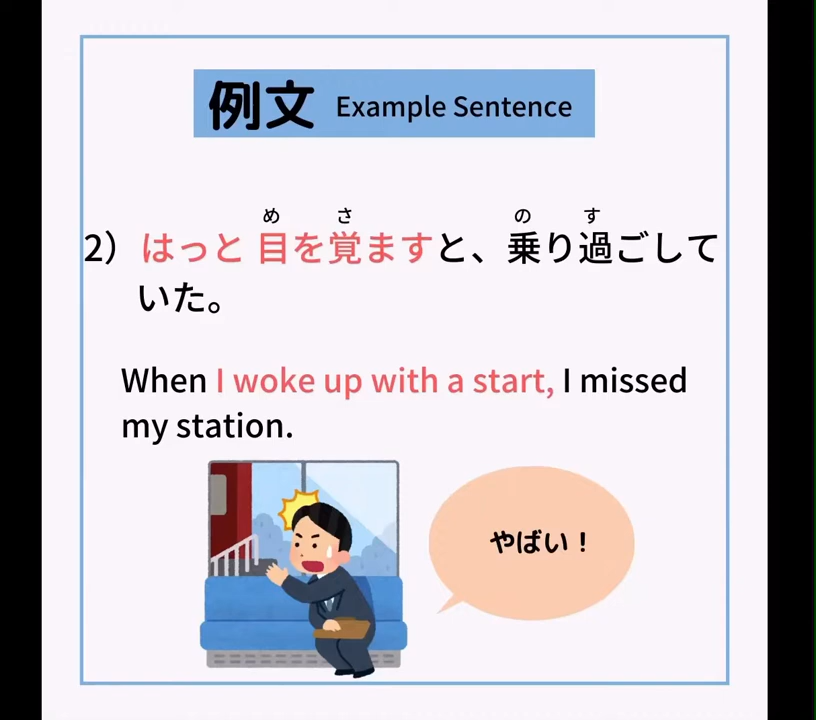 例文 Example Sentence
め さ の す
2）はっと 目を覚ますと、乗り過ごして
いた。
When I woke up with a start, I missed
my station.
やばい！